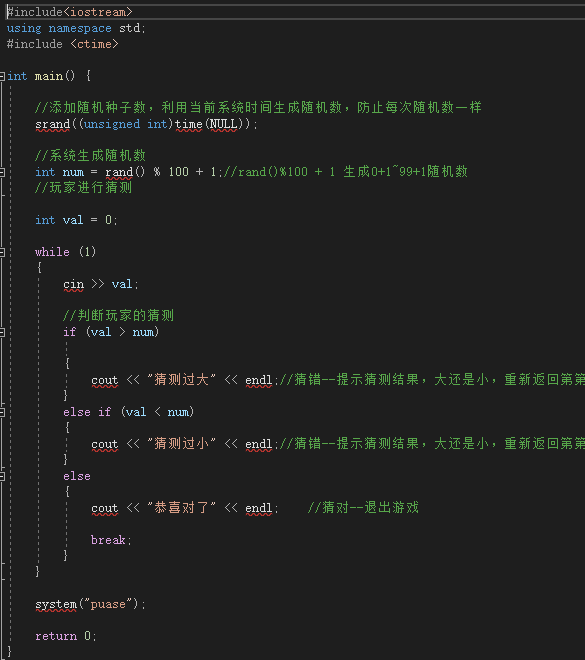 #include<iostream>
using namespace std;
#include <ctime>
int main() {
//添加随机种子数，利用当前系统时间生成随机数，防止每次随机数一样
srand((unsigned int)time(NULL));
//系统生成随机数
int num = rand() % 100 + 1;//rand()%100 + 1 生成0+1~99+1随机数
//玩家进行猜测
int val = 0;
while (1)
{
cin >> val;
//判断玩家的猜测
if (val > num)
{
cout << "猜测过大" << endl;//猜错--提示猜测结果，大还是小，重新返回第第
}
else if (val < num)
{
cout << "猜测过小" << endl;//猜错--提示猜测结果，大还是小，重新返回第第
}
else
{
cout << "恭喜对了" << endl; //猜对--退出游戏
break;
}
}
system("puase");
return 0;
}